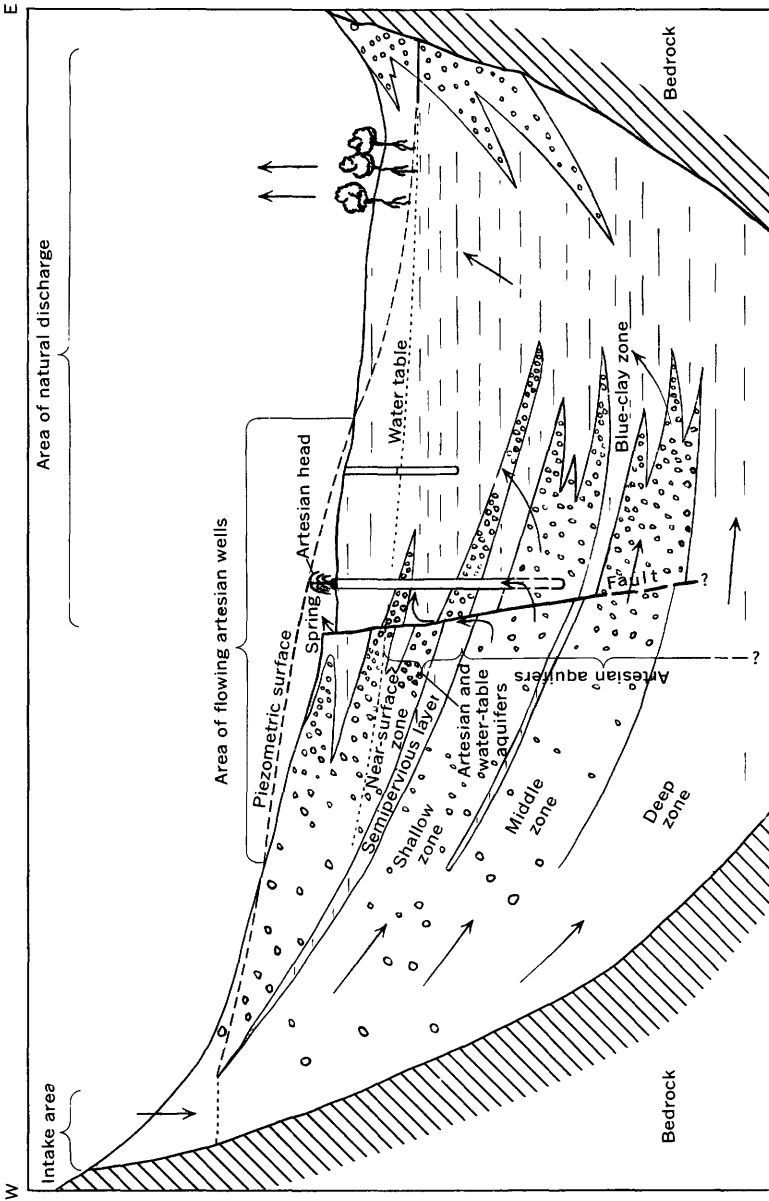 W
E
Intake area
Area of natural discharge
Area of flowing artesian wells
Piezometric surface
Spring
Artesian head
Water table
Near-surface
zone
Semipervious layer
Shallow
zone
Artesian and
water-table
aquifers
Artesian aquifers
Middle
zone
Deep
zone
Fault
?
?
Blue-clay zone
Bedrock
Bedrock